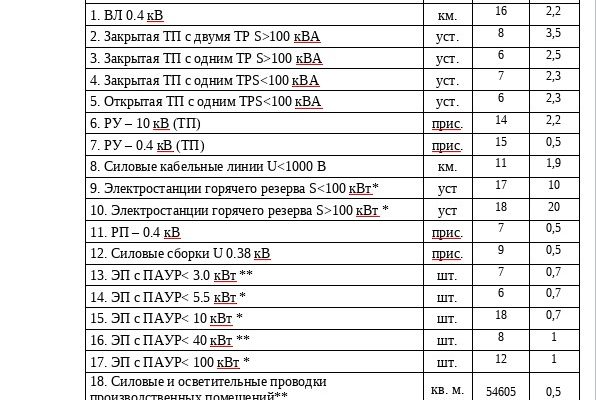 1. ВЛ 0.4 кВ км. 16 2,2
2. Закрытая ТП с двумя ТР S>100 кВА уст. 8 3,5
3. Закрытая ТП с одним ТР S>100 кВА уст. 6 2,5
4. Закрытая ТП с одним ТРS<100 кВА уст. 7 2,3
5. Открытая ТП с одним ТРS<100 кВА уст. 6 2,3
6. РУ – 10 кВ (ТП) прис. 14 2,2
7. РУ – 0.4 кВ (ТП) прис. 15 0,5
8. Силовые кабельные линии U<1000 В км. 11 1,9
9. Электростанции горячего резерва S<100 кВт* уст 17 10
10. Электростанции горячего резерва S>100 кВт * уст 18 20
11. РП – 0.4 кВ прис. 7 0,5
12. Силовые сборки U 0.38 кВ прис. 9 0,5
13. ЭП с ПАУР< 3.0 кВт ** шт. 7 0,7
14. ЭП с ПАУР< 5.5 кВт * шт. 6 0,7
15. ЭП с ПАУР< 10 кВт * шт. 18 0,7
16. ЭП с ПАУР< 40 кВт ** шт. 8 1
17. ЭП с ПАУР< 100 кВт * шт. 12 1
18. Силовые и осветительные проводки
производственных помещений** кв. м. 54605 0,5